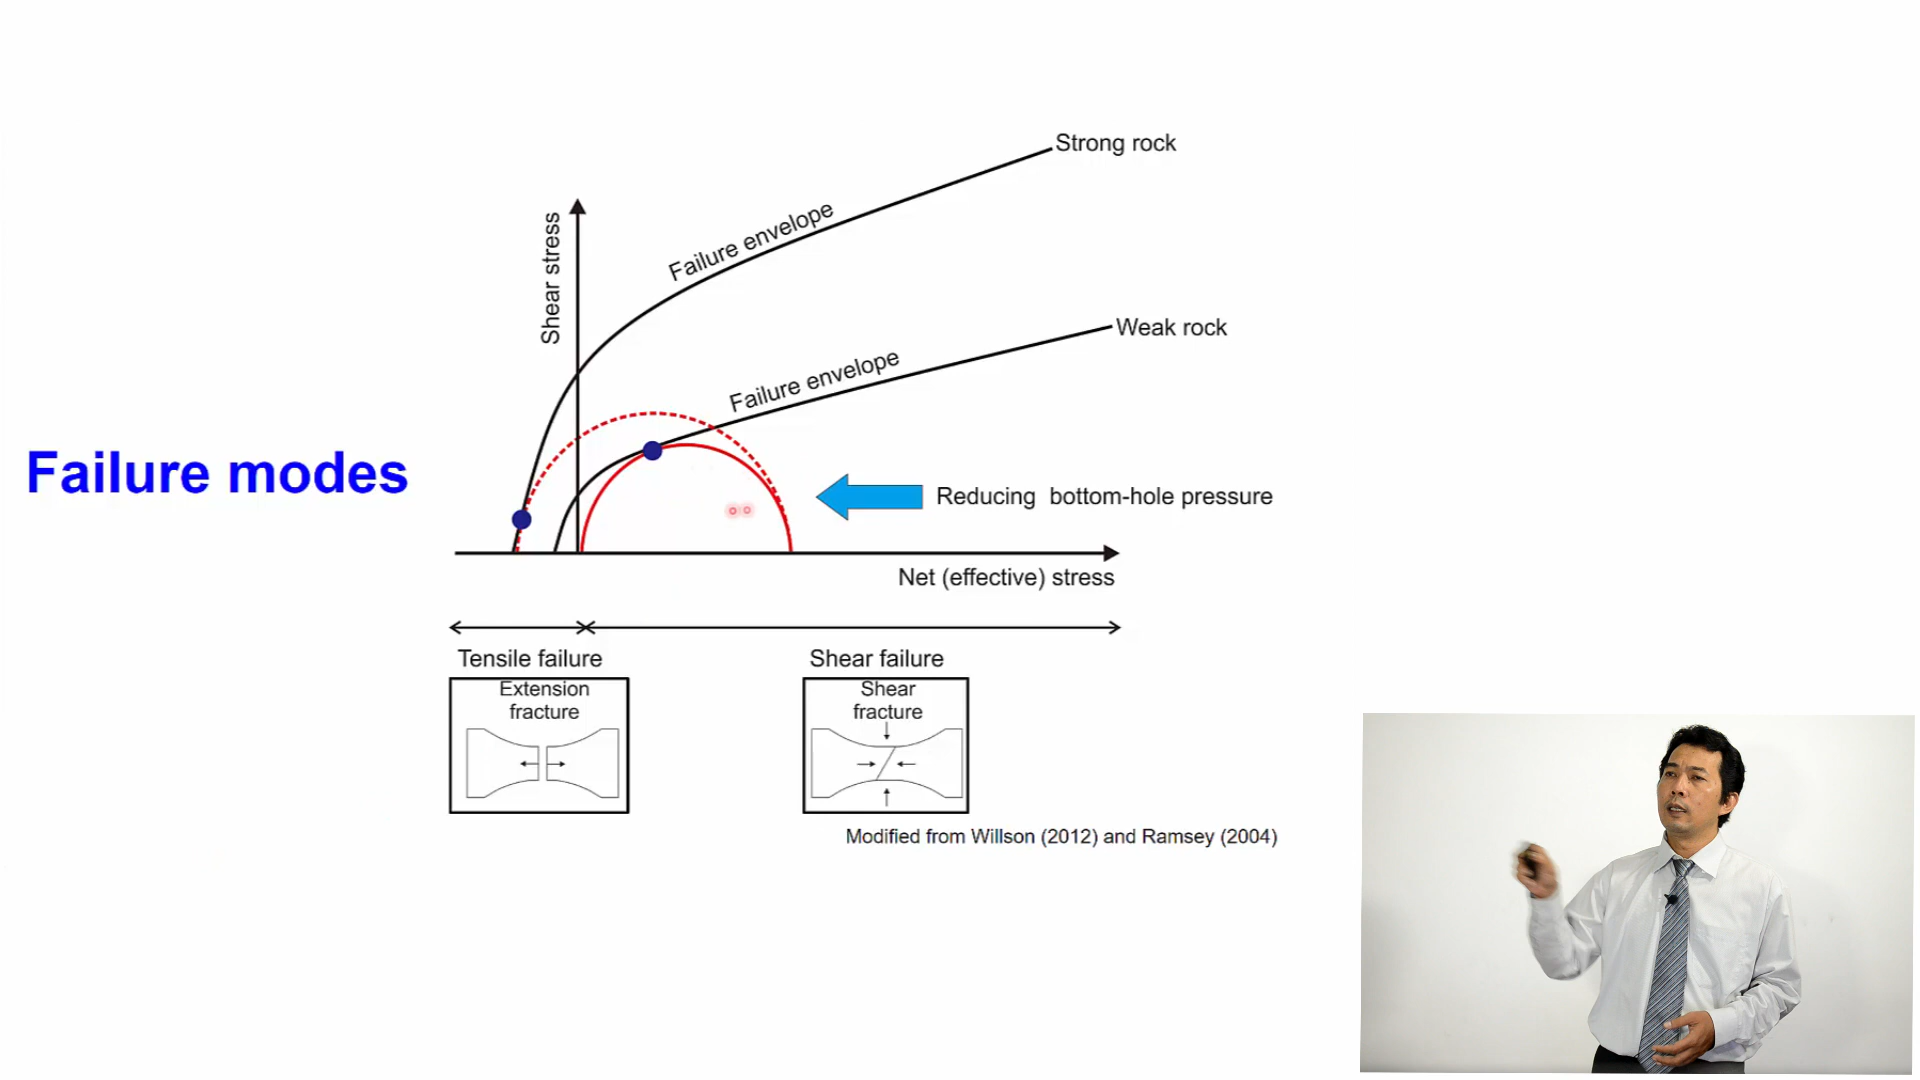 Strong rock
Failure envelope
Shear stress
Weak rock
Failure envelope
Failure modes
Reducing bottom-hole pressure
Net (effective) stress
Tensile failure
Shear failure
Extension
fracture
Shear
fracture
Modified from Willson (2012) and Ramsey (2004)